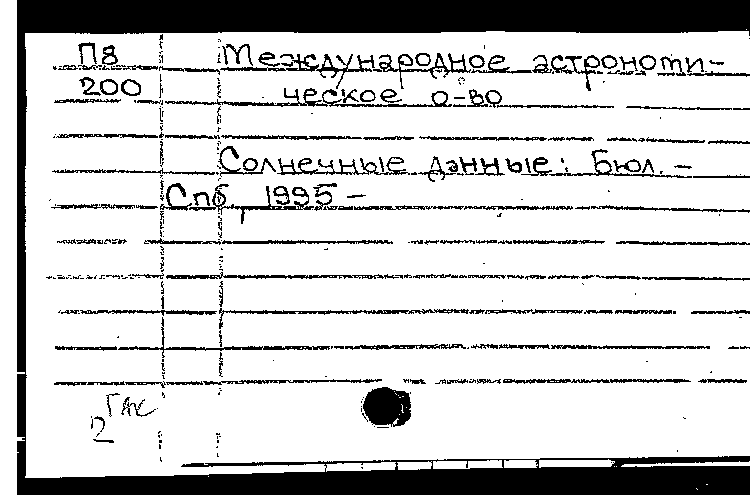 П8 Международное астрономи-
200 ческое о-во
Солнечные данные: Бюл. –
Спб, 1995 –
2